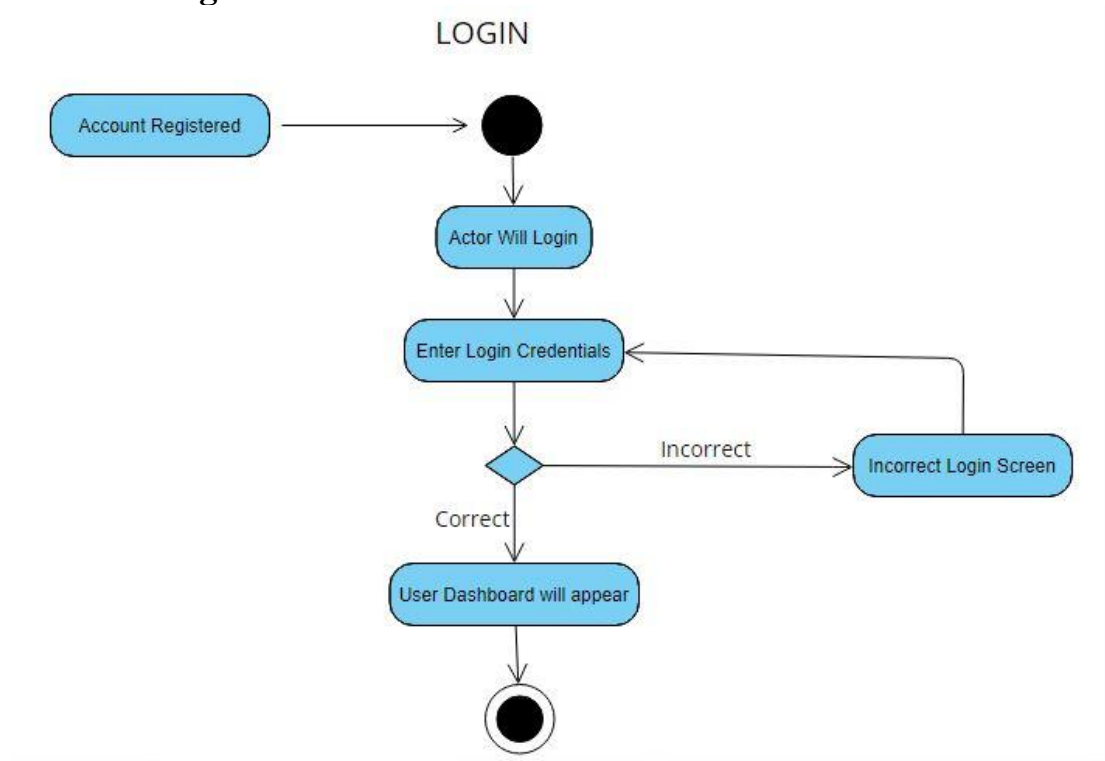 LOGIN
Account Registered
Actor Will Login
Enter Login Credentials
Incorrect
Incorrect Login Screen
Correct
User Dashboard will appear